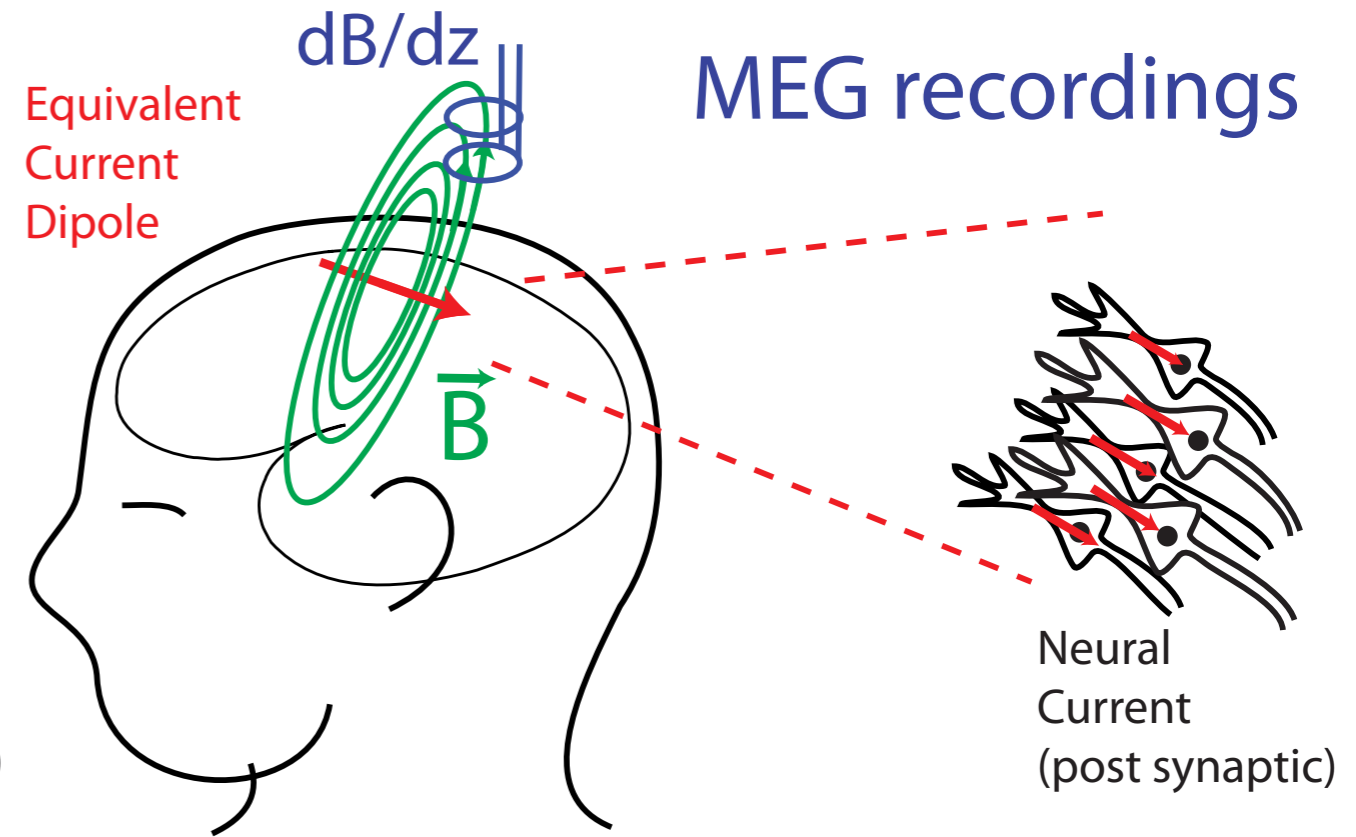 dB/dz
MEG recordings
Equivalent
Current
Dipole
B
Neural
Current
(post synaptic)